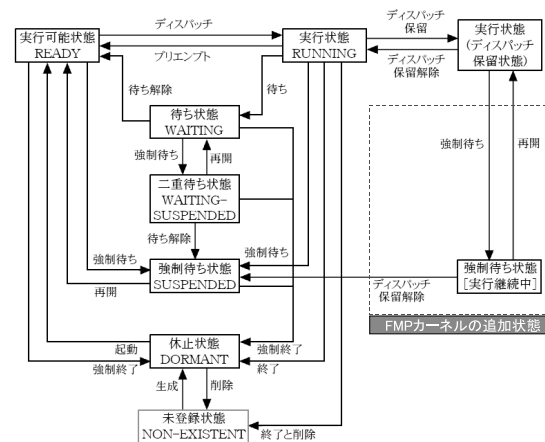 実行可能状態
READY
ディスパッチ
プリエンプト
実行状態
RUNNING
ディスパッチ
保留
ディスパッチ
保留解除
実行状態
(ディスパッチ
保留状態)
待ち解除
待ち
待ち状態
WAITING
強制待ち
再開
強制待ち
再開
二重待ち状態
WAITING-
SUSPENDED
待ち解除
強制待ち
強制待ち
強制待ち状態
SUSPENDED
再開
ディスパッチ
保留解除
強制待ち状態
[実行継続中]
FMPカーネルの追加状態
起動
休止状態
DORMANT
強制終了
強制終了
終了
生成
削除
未登録状態
NON-EXISTENT
終了と削除